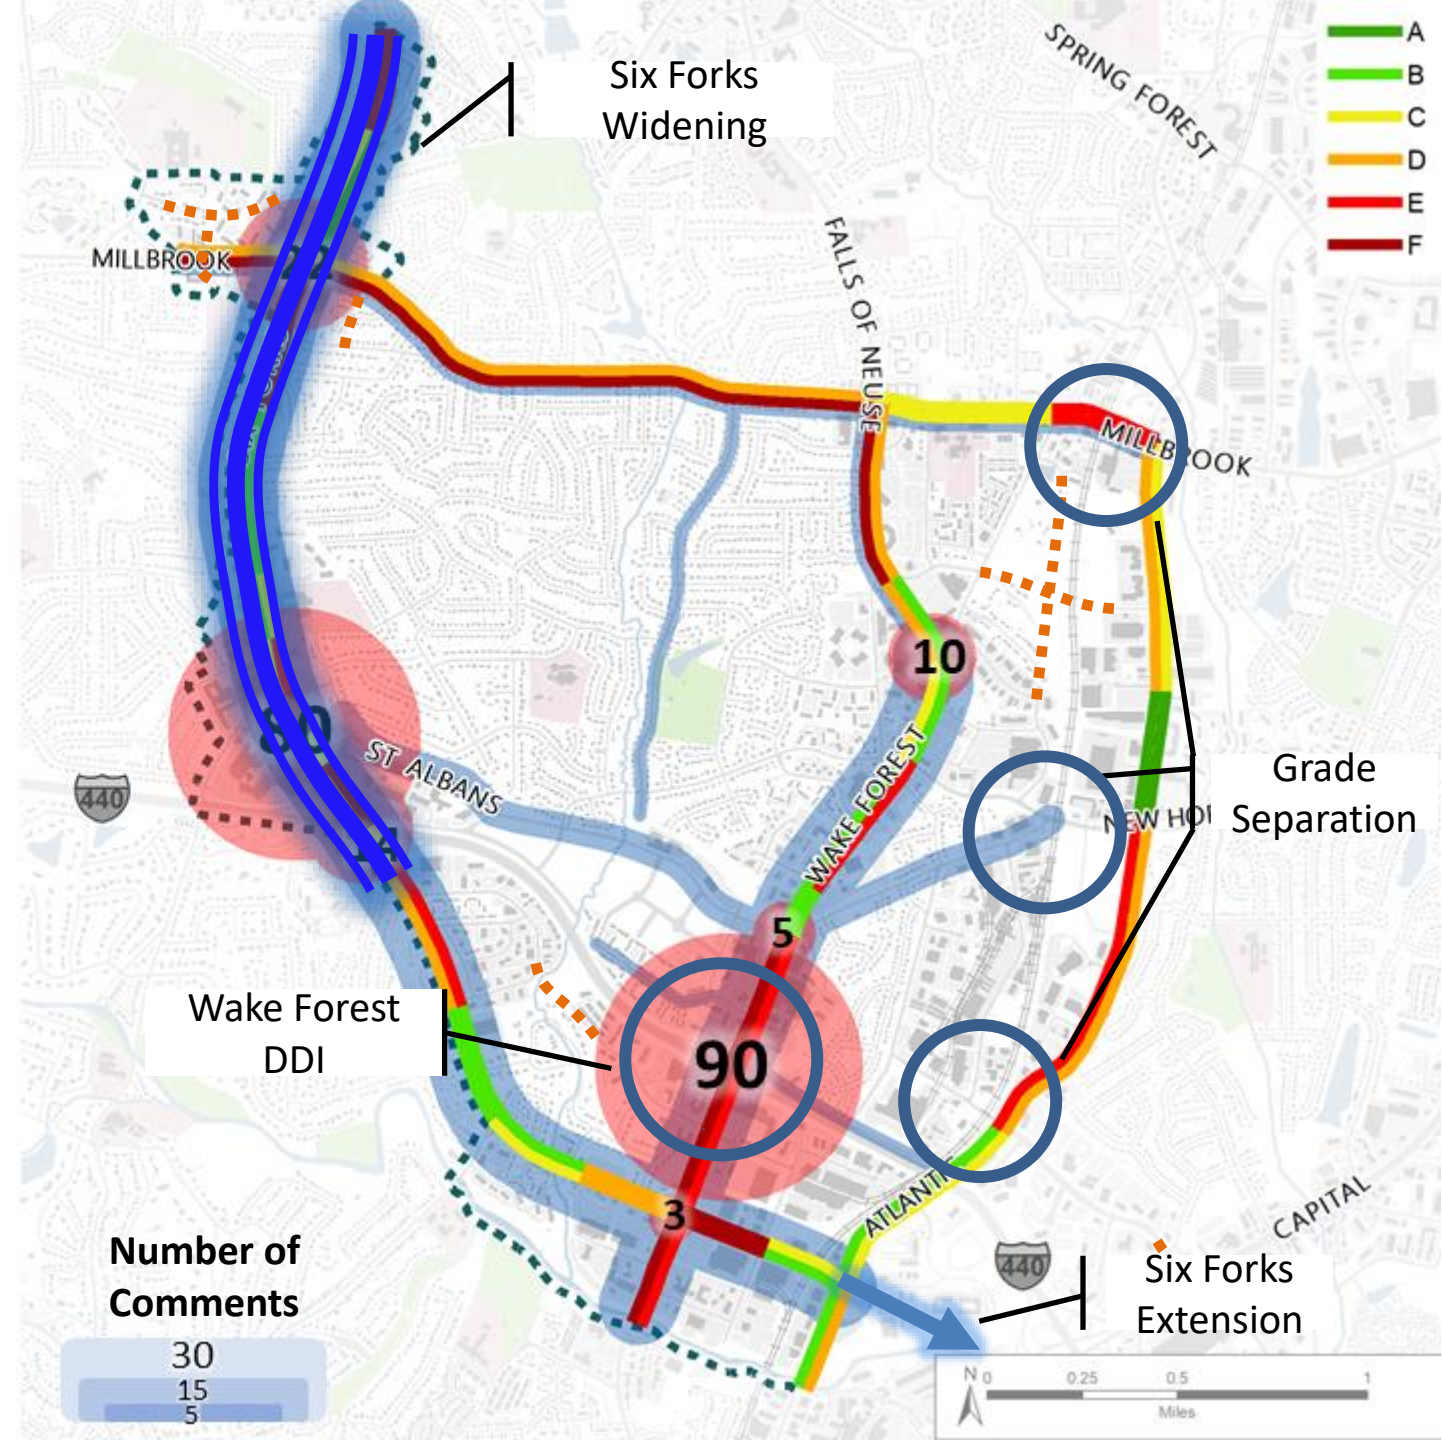 A
B
C
D
E
F
SPRING FOREST
Six Forks
Widening
FALLS OF NEUSE
MILLBROOK
22
MILLBROOK
10
WAKE FOREST
80
ST ALBANS
440
Grade
Separation
5
Wake Forest
DDI
90
3
ATLANTIC
CAPITAL
440
Six Forks
Extension
Number of
Comments
30
15
5
N
0 0.25 0.5 1
Miles